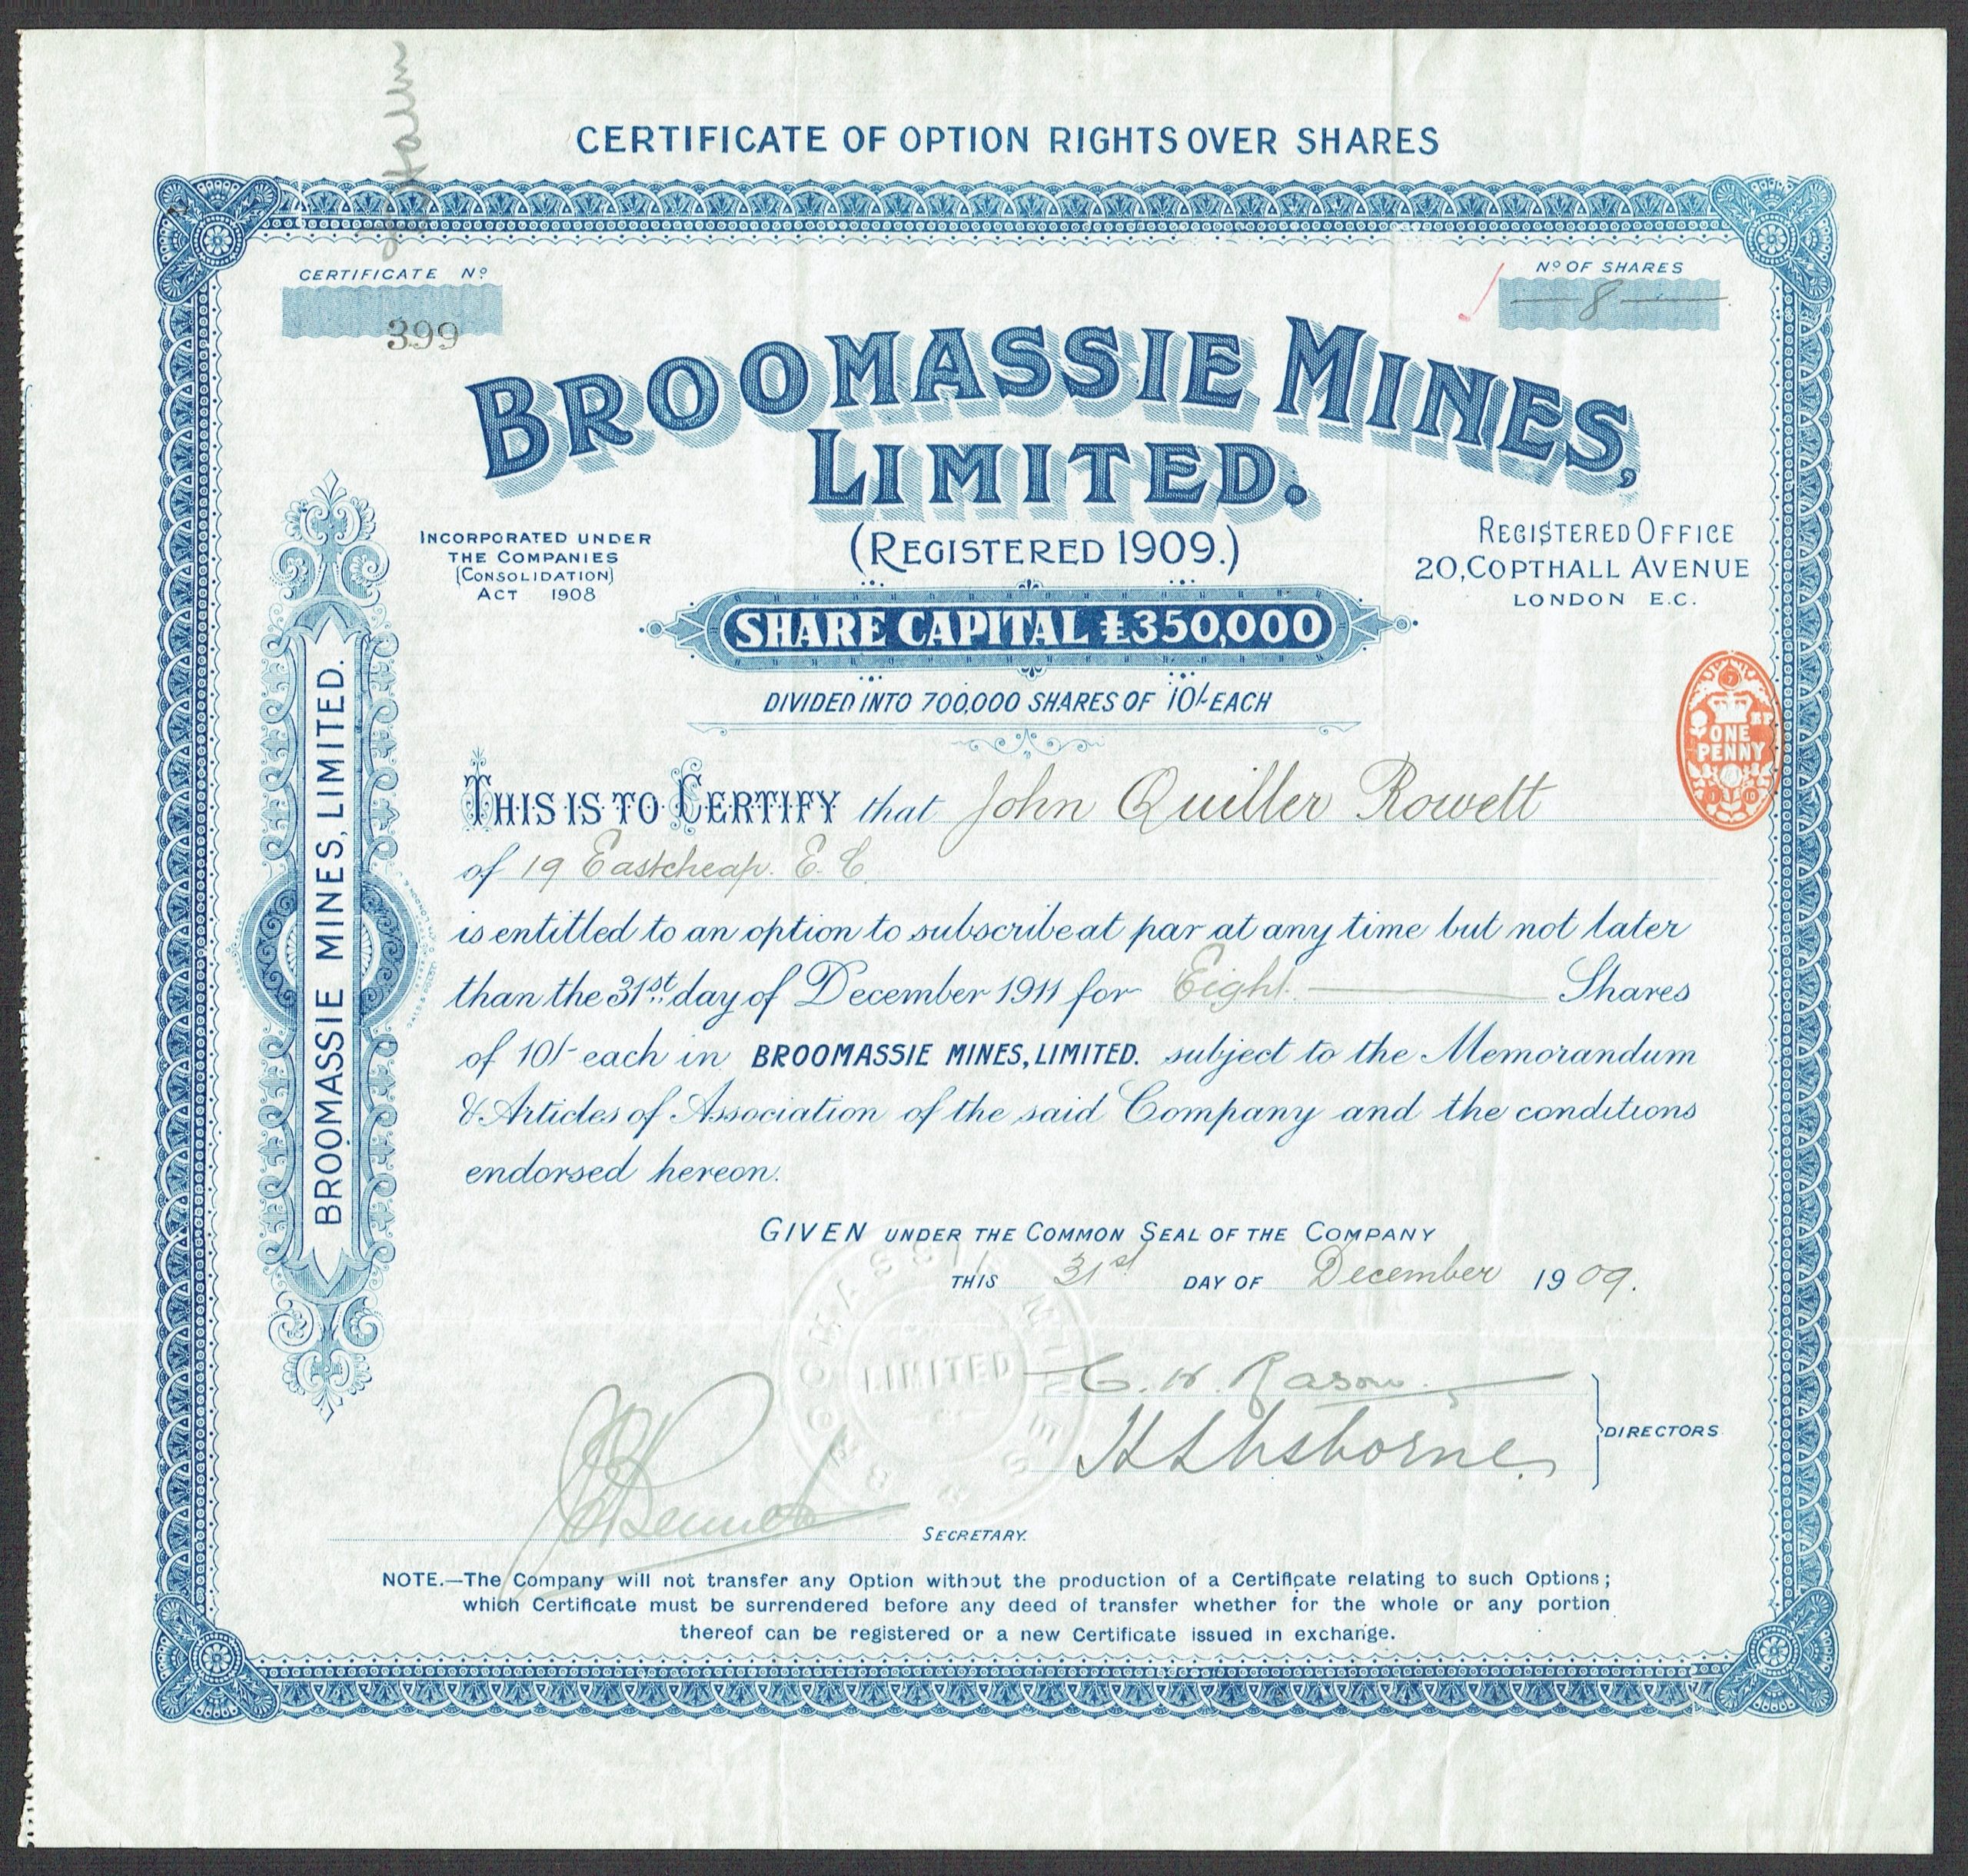 CERTIFICATE OF OPTION RIGHTS OVER SHARES
CERTIFICATE No
399
No OF SHARES
8
BROOMASSIE MINES,
LIMITED.
(REGISTERED 1909.)
INCORPORATED UNDER
THE COMPANIES
(CONSOLIDATION)
ACT 1908
REGISTERED OFFICE
20, COPTHALL AVENUE
LONDON E.C.
SHARE CAPITAL £350,000
DIVIDED INTO 700,000 SHARES OF 10/- EACH
ONE
PENNY
BROOMASSIE MINES, LIMITED.
THIS IS TO CERTIFY that John Quiller Rowett
of 19 Eastcheap. E.C.
is entitled to an option to subscribe at par at any time but not later
than the 31st day of December 1911 for Eight Shares
of 10/- each in BROOMASSIE MINES, LIMITED. subject to the Memorandum
& Articles of Association of the said Company and the conditions
endorsed hereon.
GIVEN UNDER THE COMMON SEAL OF THE COMPANY
THIS 31st DAY OF December 1909.
BROOMASSIE MINES
LIMITED
C. H. Rason
DIRECTORS
SECRETARY.
NOTE.—The Company will not transfer any Option without the production of a Certificate relating to such Options;
which Certificate must be surrendered before any deed of transfer whether for the whole or any portion
thereof can be registered or a new Certificate issued in exchange.